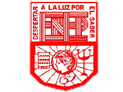 DESPERTAR
A LA LUZ POR
EL SABER
ENP